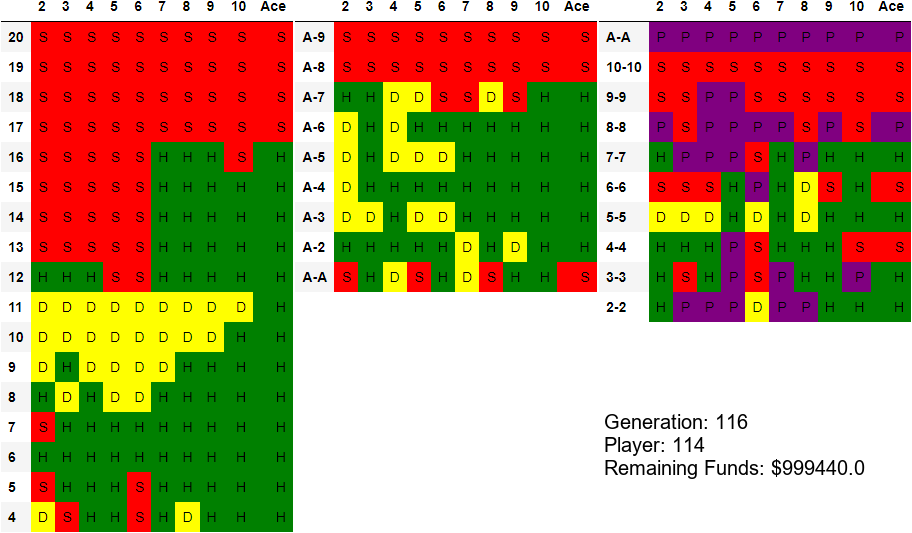 2 3 4 5 6 7 8 9 10 Ace
20 S S S S S S S S S S
19 S S S S S S S S S S
18 S S S S S S S S S S
17 S S S S S S S S S S
16 S S S S S H H H S H
15 S S S S S H H H H H
14 S S S S S H H H H H
13 S S S S S H H H H H
12 H H H S S H H H H H
11 D D D D D D D D D H
10 D D D D D D D D H H
9 D H D D D D H H H H
8 H D H D D H H H H H
7 S H H H H H H H H H
6 H H H H H H H H H H
5 S H H H S H H H H H
4 D S H H S H D H H H
2 3 4 5 6 7 8 9 10 Ace
A-9 S S S S S S S S S S
A-8 S S S S S S S S S S
A-7 H H D D S S D S H H
A-6 D H D H H H H H H H
A-5 D H D D D H H H H H
A-4 D H H H H H H H H H
A-3 D D H D D H H H H H
A-2 H H H H H D H D H H
A-A S H D S H D S H H S
2 3 4 5 6 7 8 9 10 Ace
A-A P P P P P P P P P P
10-10 S S S S S S S S S S
9-9 S S P P S S S S S S
8-8 P S P P P P S P S P
7-7 H P P P S H P H H H
6-6 S S S H P H D S H S
5-5 D D D H D H D H H H
4-4 H H H P S H H H S S
3-3 H S H P S P H H P H
2-2 H P P P D P P H H H
Generation: 116
Player: 114
Remaining Funds: $999440.0